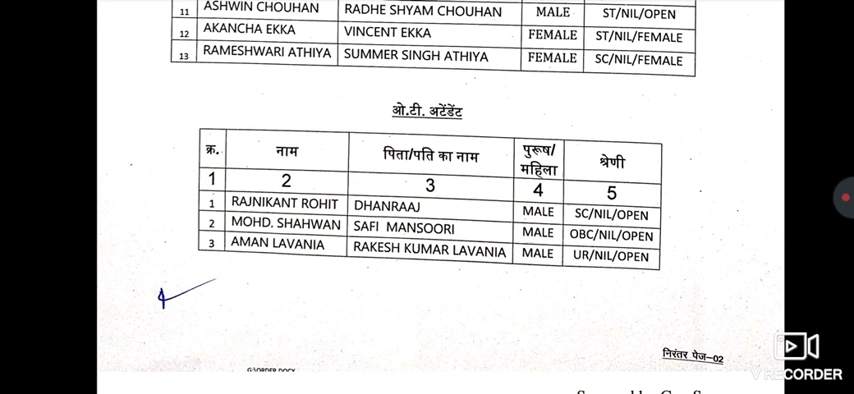 11 ASHWIN CHOUHAN RADHE SHYAM CHOUHAN MALE ST/NIL/OPEN
12 AKANCHA EKKA VINCENT EKKA FEMALE ST/NIL/FEMALE
13 RAMESHWARI ATHIYA SUMMER SINGH ATHIYA FEMALE SC/NIL/FEMALE
ओ.टी. अटेंडेंट
क्र. नाम पिता/पति का नाम पुरूष/ महिला श्रेणी
1 2 3 4 5
1 RAJNIKANT ROHIT DHANRAAJ MALE SC/NIL/OPEN
2 MOHD. SHAHWAN SAFI MANSOORI MALE OBC/NIL/OPEN
3 AMAN LAVANIA RAKESH KUMAR LAVANIA MALE UR/NIL/OPEN
निरंतर पेज-02
G:\ORDER.DOCX
RECORDER